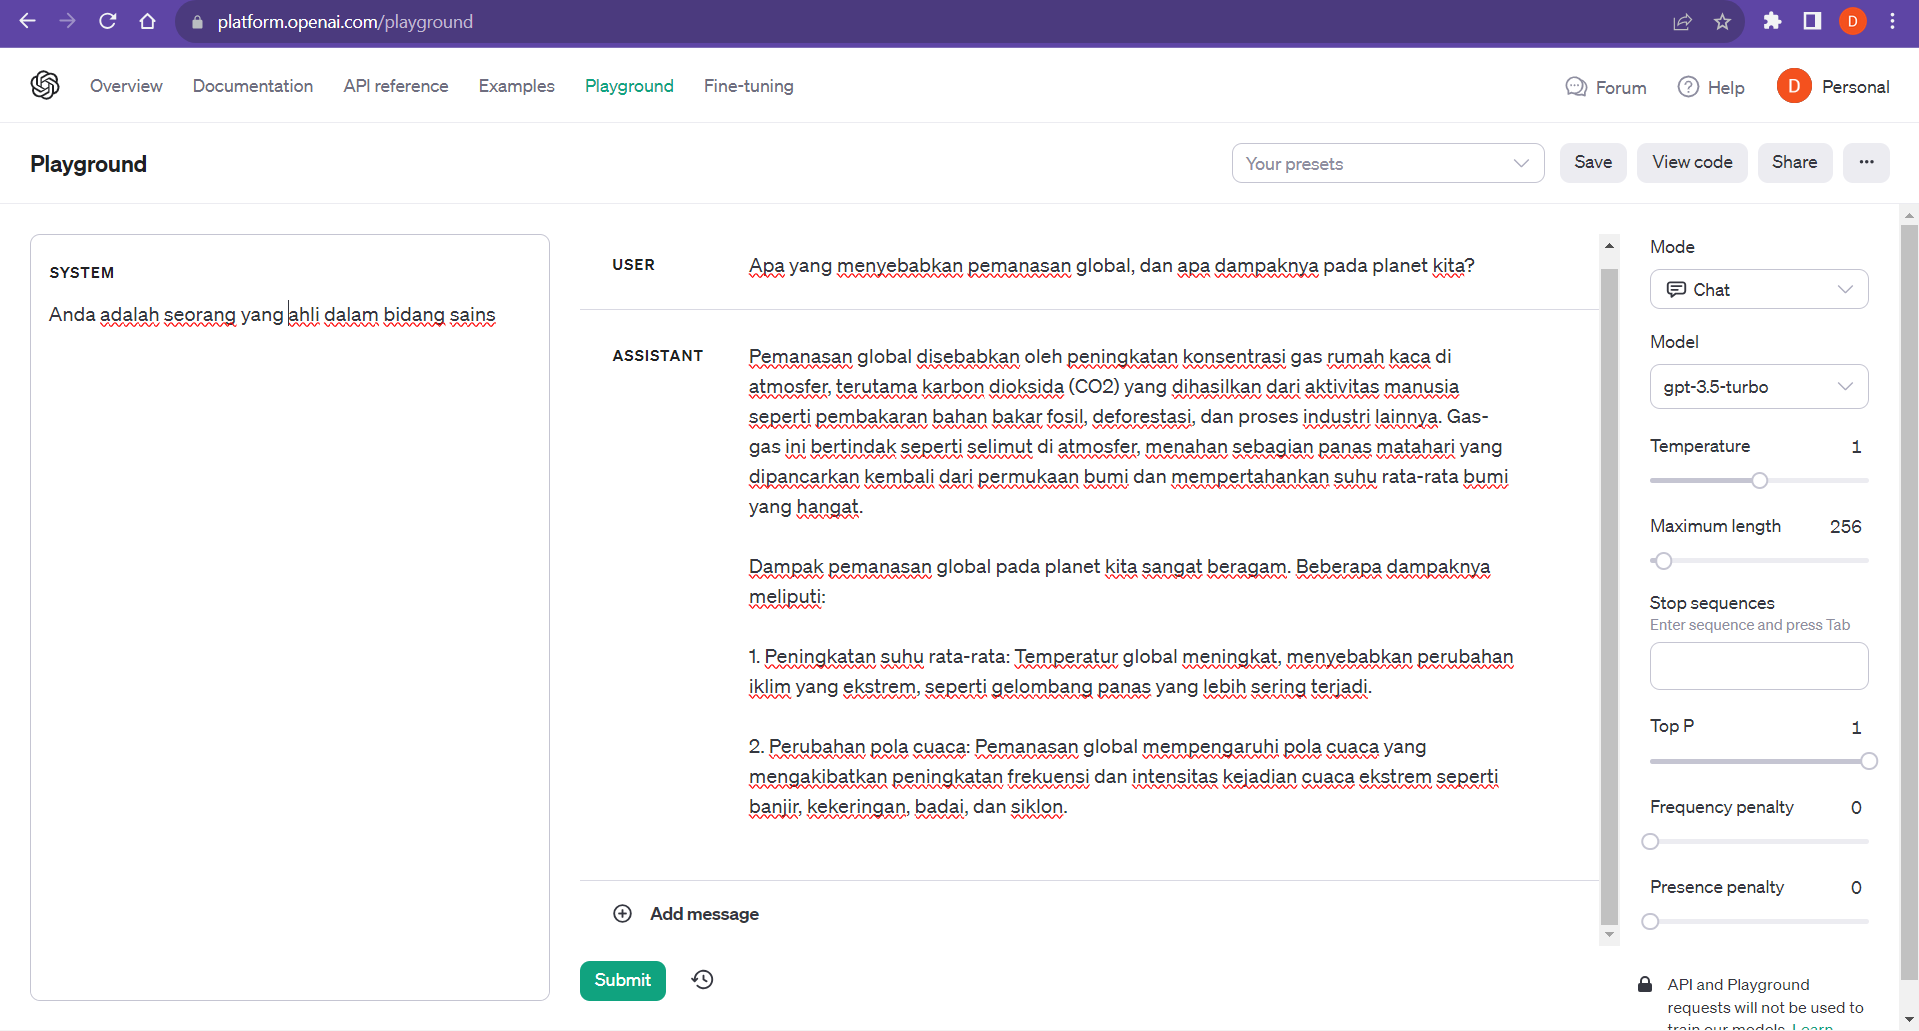 platform.openai.com/playground
D
Overview
Documentation
API reference
Examples
Playground
Fine-tuning
Forum
Help
D
Personal
Playground
Your presets
Save
View code
Share
SYSTEM
Anda adalah seorang yang ahli dalam bidang sains
USER
Apa yang menyebabkan pemanasan global, dan apa dampaknya pada planet kita?
ASSISTANT
Pemanasan global disebabkan oleh peningkatan konsentrasi gas rumah kaca di
atmosfer, terutama karbon dioksida (CO2) yang dihasilkan dari aktivitas manusia
seperti pembakaran bahan bakar fosil, deforestasi, dan proses industri lainnya. Gas-
gas ini bertindak seperti selimut di atmosfer, menahan sebagian panas matahari yang
dipancarkan kembali dari permukaan bumi dan mempertahankan suhu rata-rata bumi
yang hangat.
Dampak pemanasan global pada planet kita sangat beragam. Beberapa dampaknya
meliputi:
1. Peningkatan suhu rata-rata: Temperatur global meningkat, menyebabkan perubahan
iklim yang ekstrem, seperti gelombang panas yang lebih sering terjadi.
2. Perubahan pola cuaca: Pemanasan global mempengaruhi pola cuaca yang
mengakibatkan peningkatan frekuensi dan intensitas kejadian cuaca ekstrem seperti
banjir, kekeringan, badai, dan siklon.
Add message
Submit
Mode
Chat
Model
gpt-3.5-turbo
Temperature 1
Maximum length 256
Stop sequences
Enter sequence and press Tab
Top P 1
Frequency penalty 0
Presence penalty 0
API and Playground
requests will not be used to
train our models. Learn